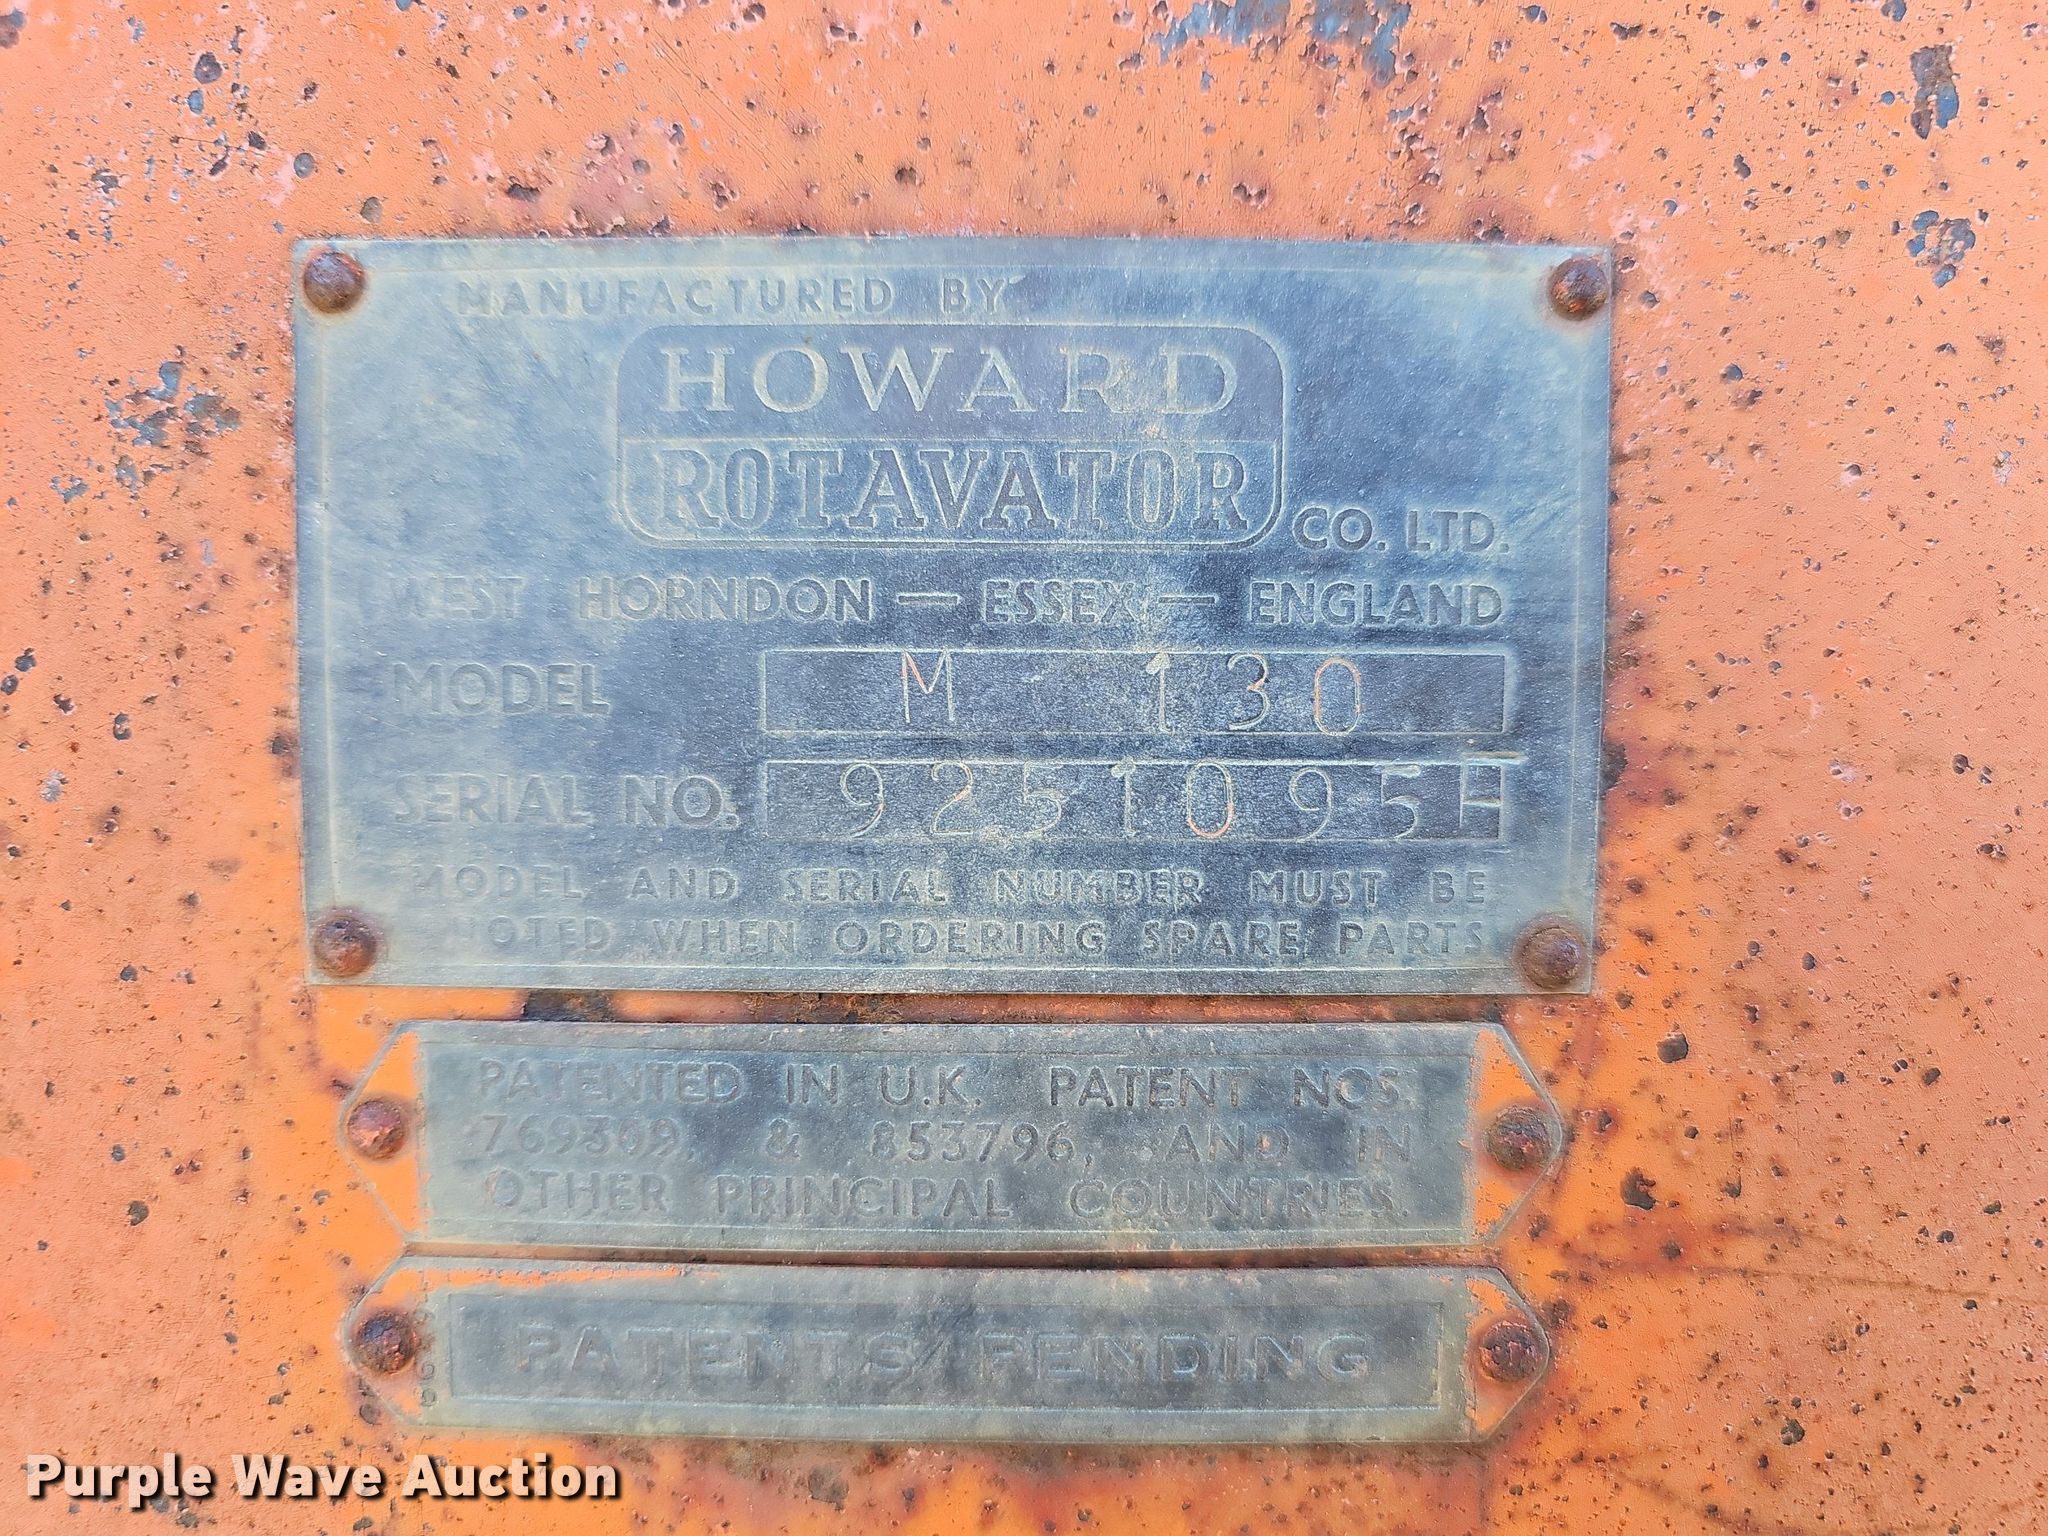 MANUFACTURED BY
HOWARD
ROTAVATOR
CO. LTD.
WEST HORNDON — ESSEX — ENGLAND
MODEL M 130
SERIAL NO. 9251095
MODEL AND SERIAL NUMBER MUST BE
NOTED WHEN ORDERING SPARE PARTS
PATENTED IN U.K. PATENT NOS.
769309, & 853796, AND IN
OTHER PRINCIPAL COUNTRIES.
PATENTS PENDING
Purple Wave Auction